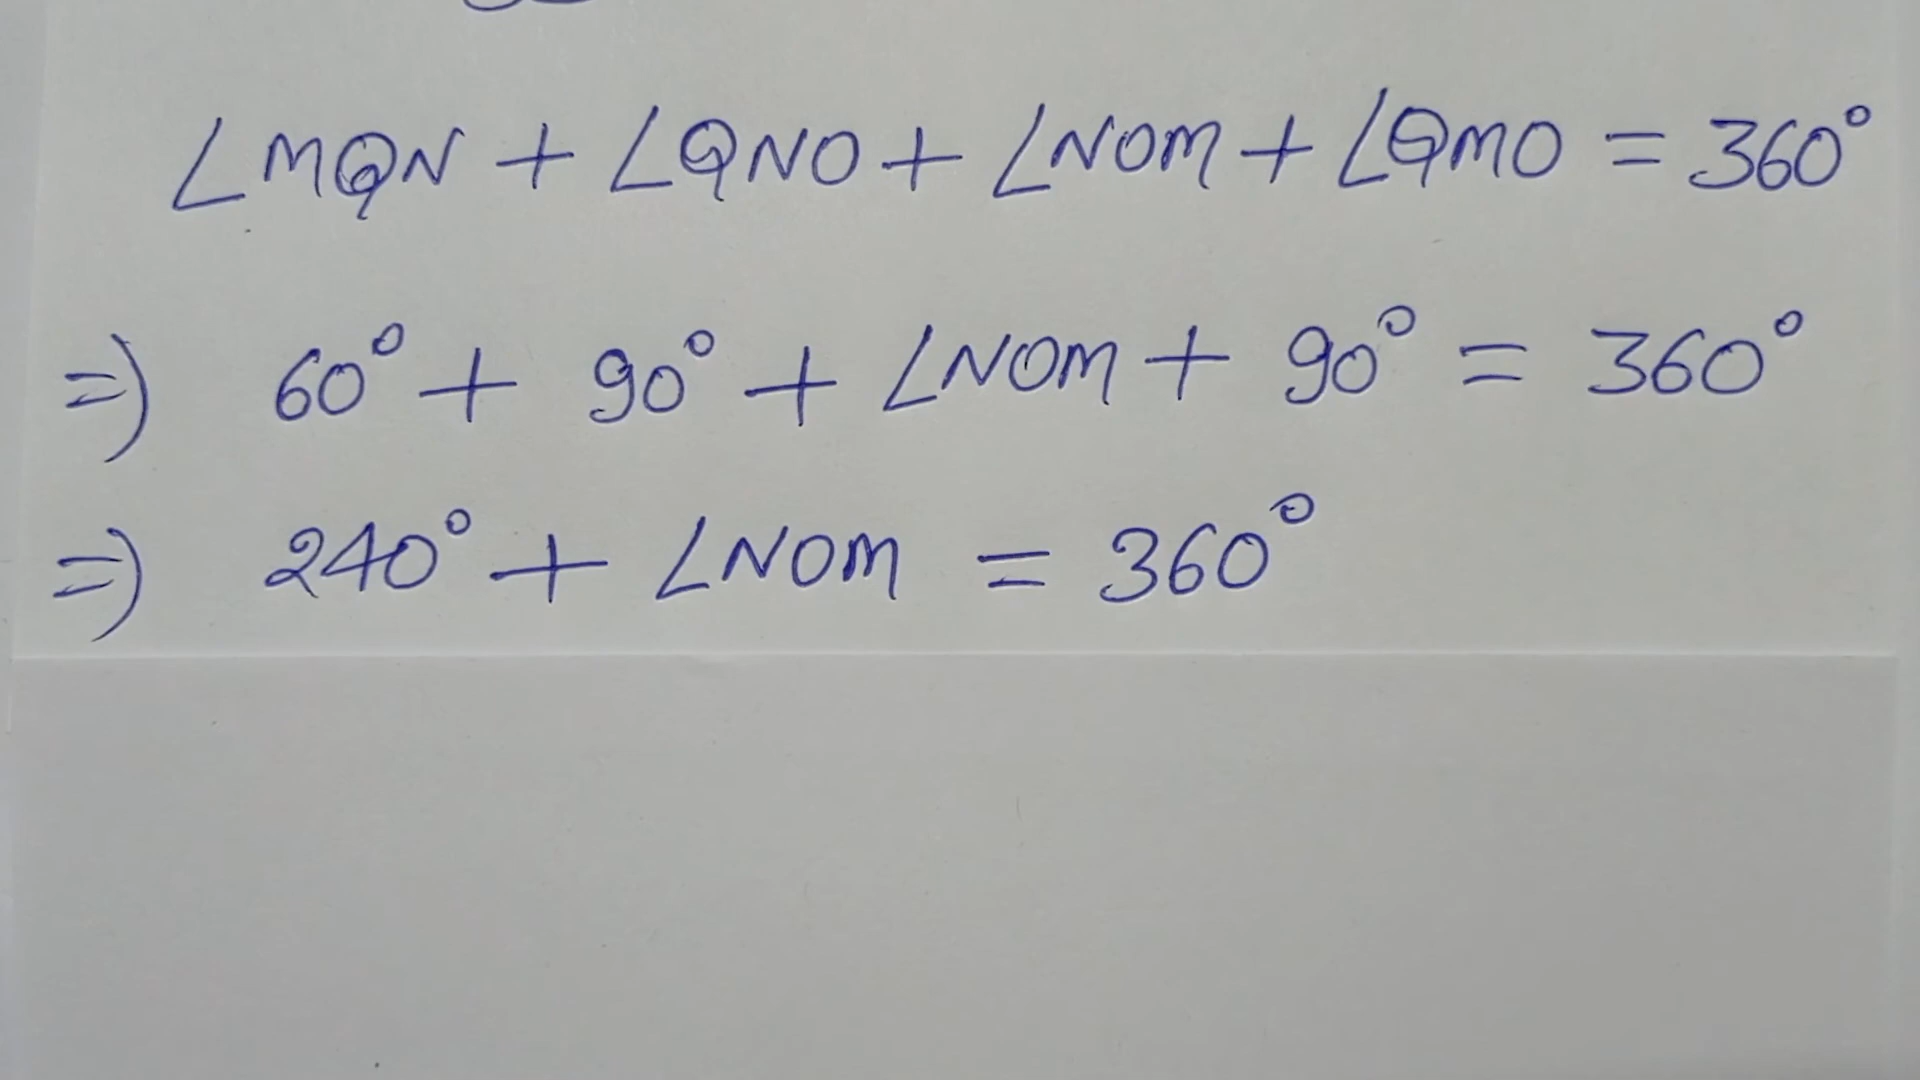 ∠MQN + ∠QNO + ∠NOM + ∠QMO = 360°
=) 60° + 90° + ∠NOM + 90° = 360°
=) 240° + ∠NOM = 360°